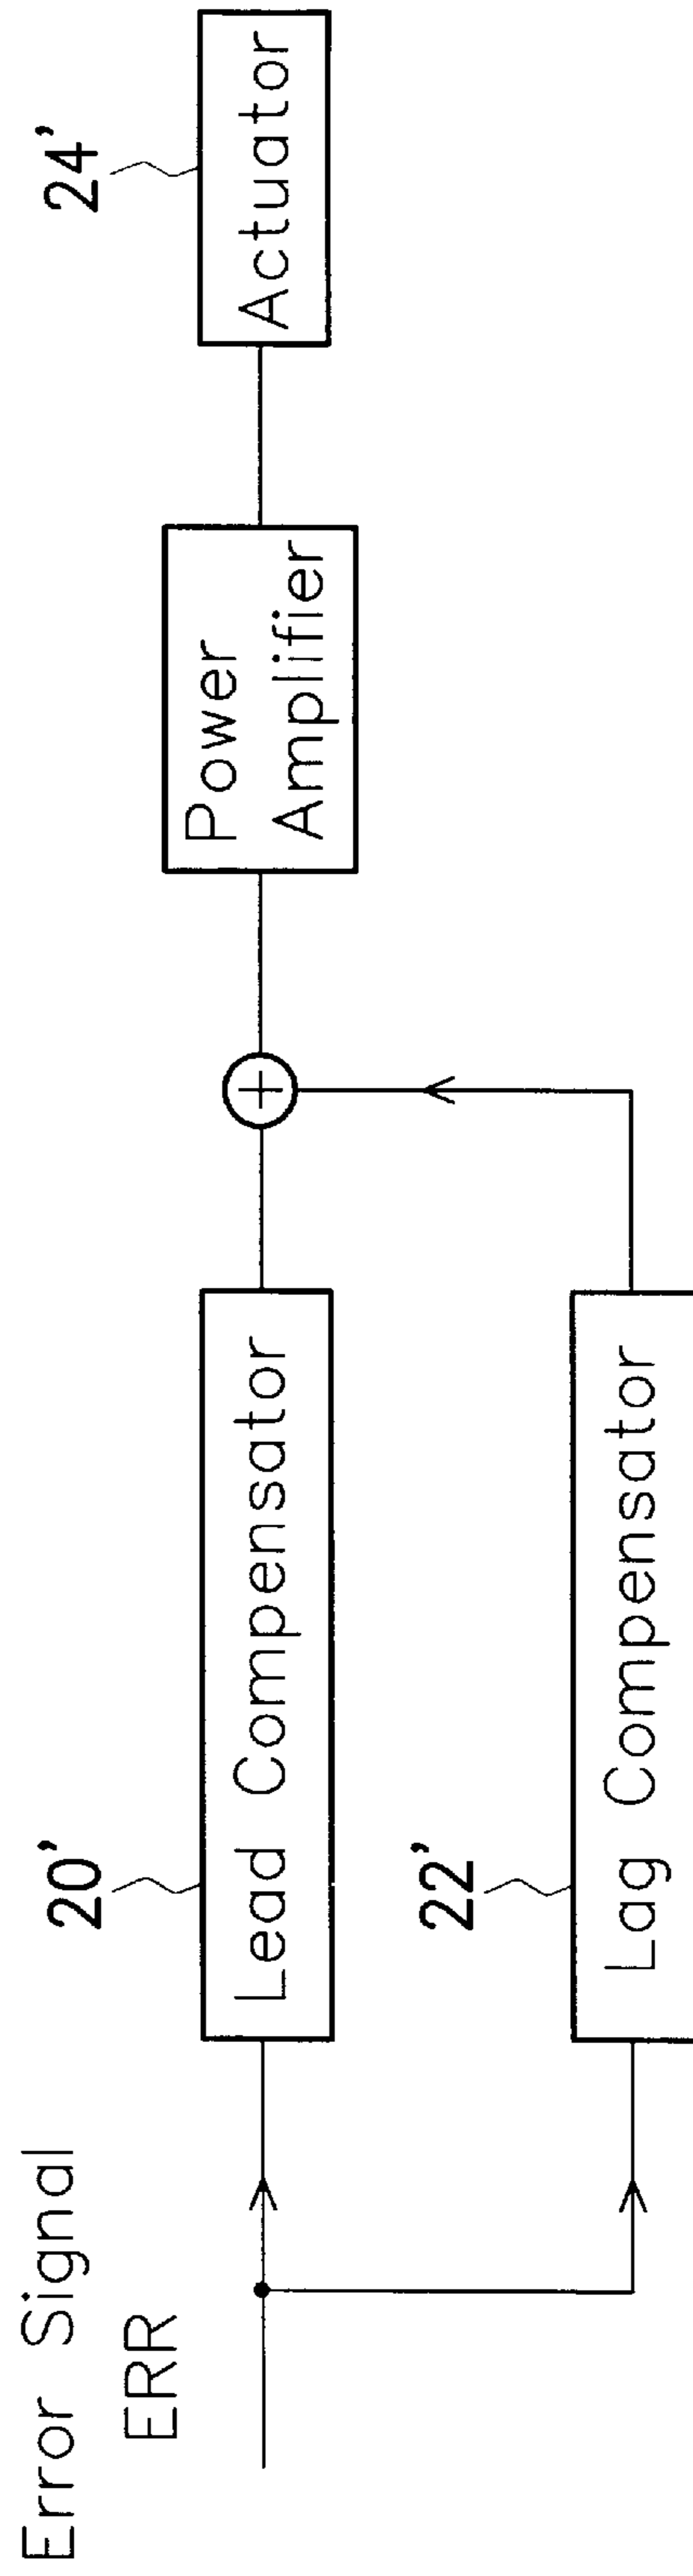 Error Signal
ERR
20'
Lead Compensator
22'
Lag Compensator
+
Power
Amplifier
24'
Actuator